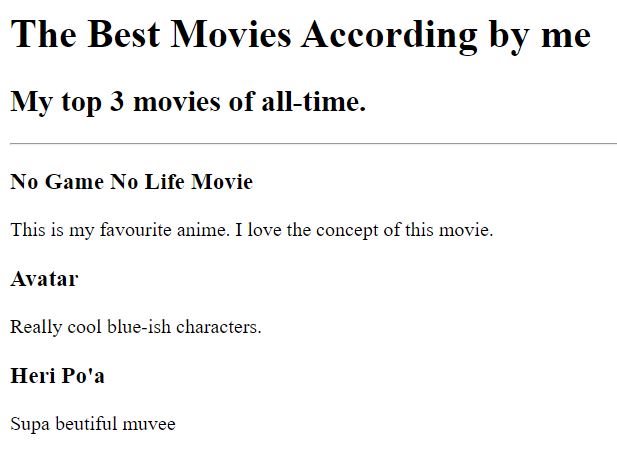 The Best Movies According by me
My top 3 movies of all-time.
No Game No Life Movie
This is my favourite anime. I love the concept of this movie.
Avatar
Really cool blue-ish characters.
Heri Po'a
Supa beutiful muvee